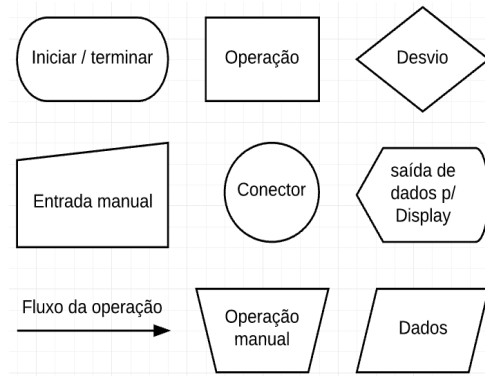 Iniciar / terminar
Operação
Desvio
Entrada manual
Conector
saída de
dados p/
Display
Fluxo da operação
Operação
manual
Dados